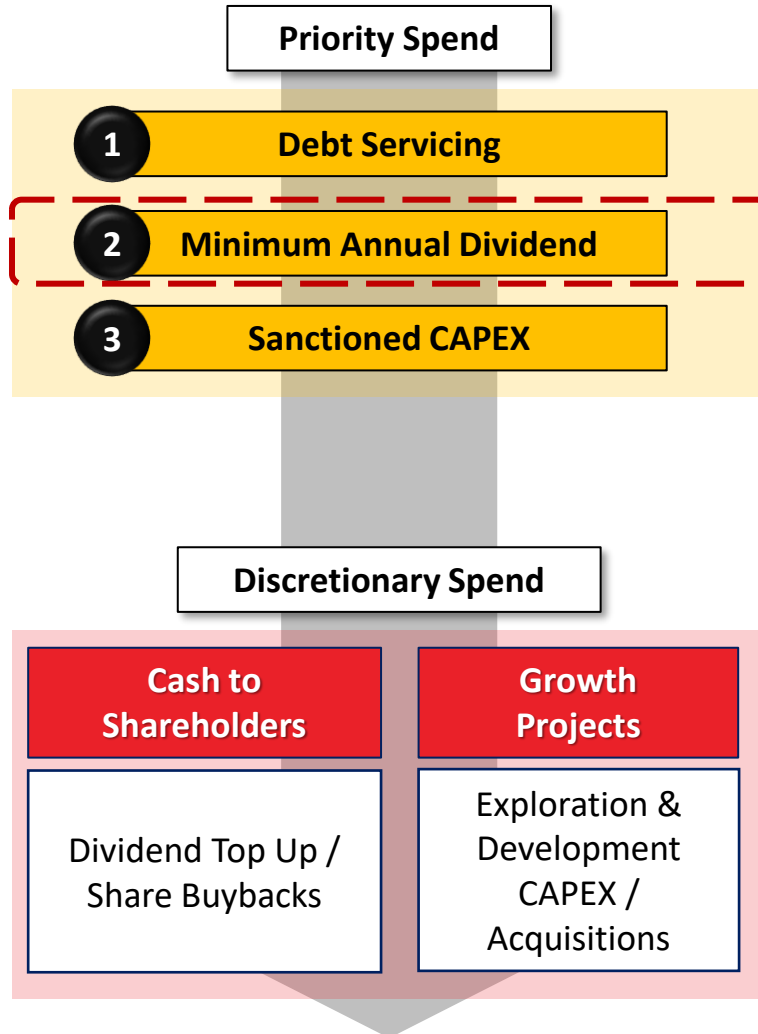 Priority Spend
1 Debt Servicing
2 Minimum Annual Dividend
3 Sanctioned CAPEX
Discretionary Spend
Cash to
Shareholders
Dividend Top Up /
Share Buybacks
Growth
Projects
Exploration &
Development
CAPEX /
Acquisitions